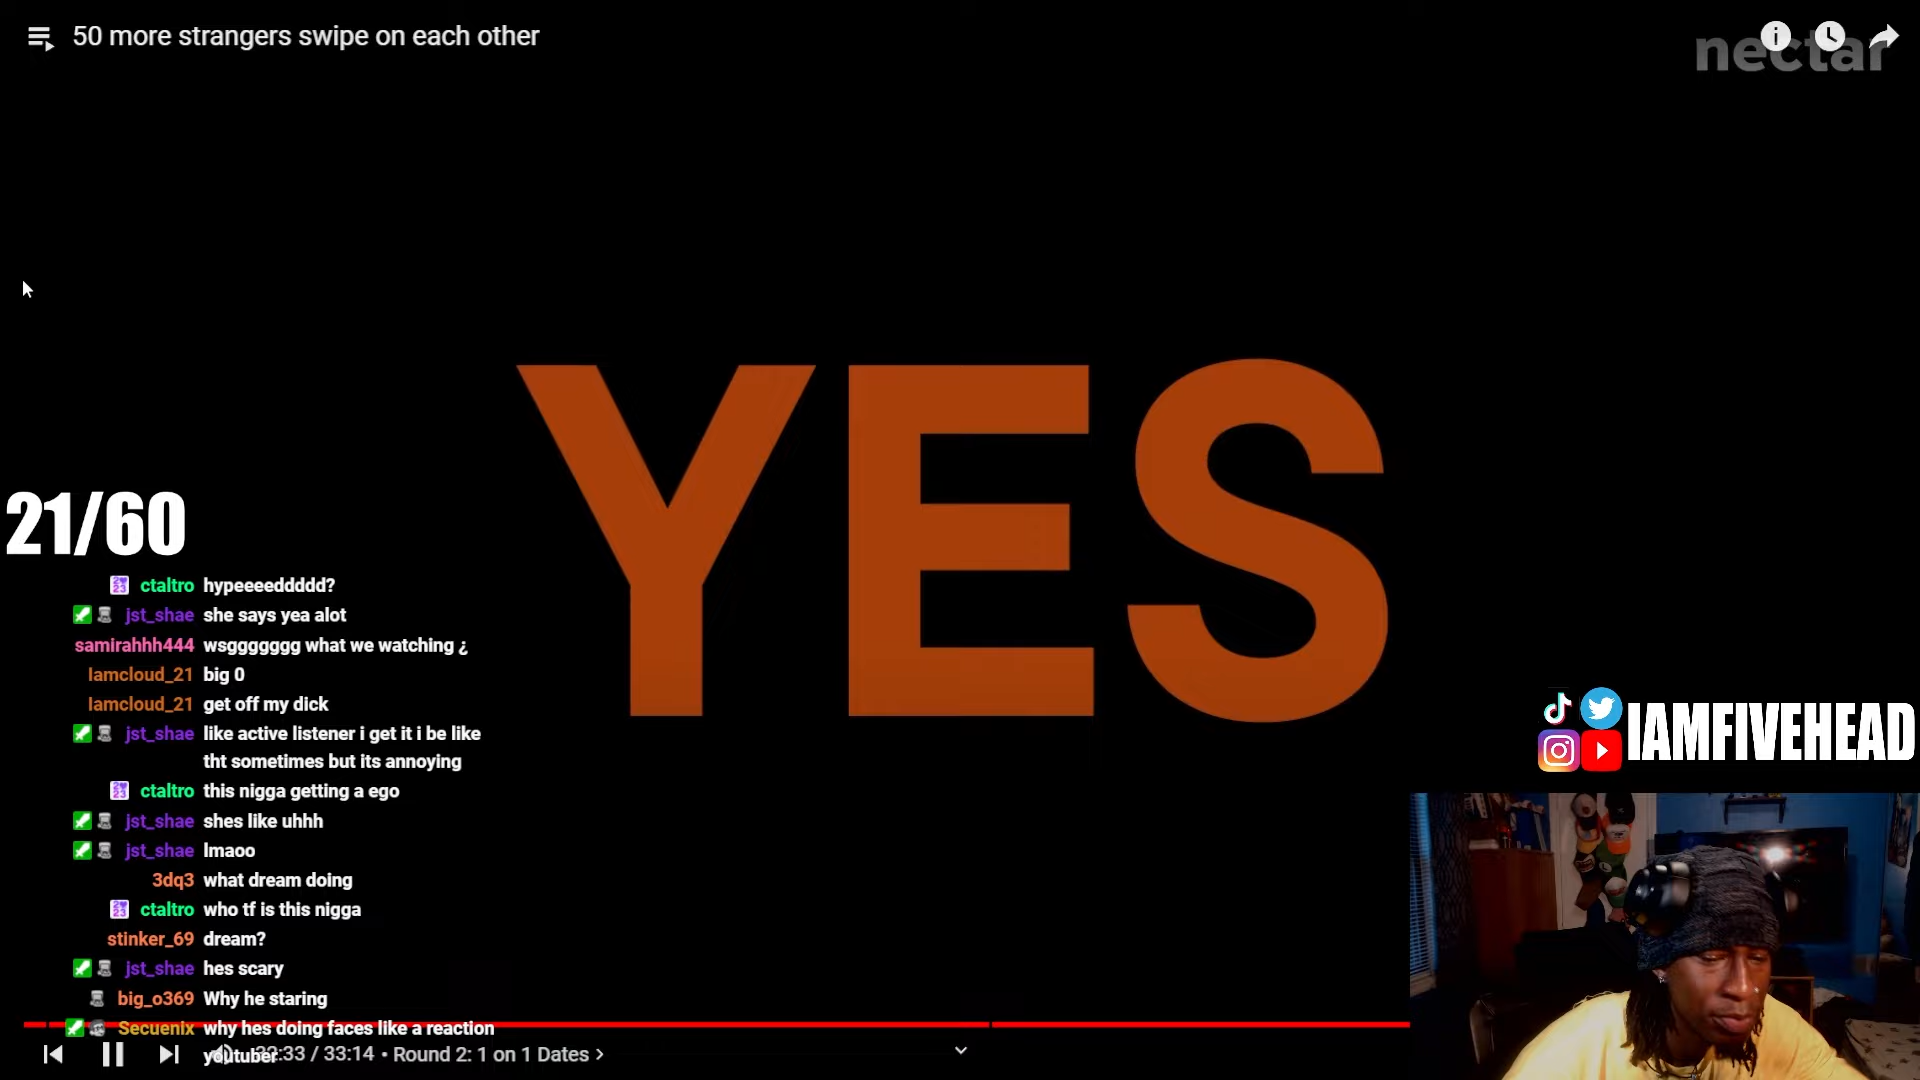 50 more strangers swipe on each other
nectar
YES
21/60
ctaltro hypeeeeddddd?
jst_shae she says yea alot
samirahhh444 wsggggggg what we watching ¿
Iamcloud_21 big 0
Iamcloud_21 get off my dick
jst_shae like active listener i get it i be like
tht sometimes but its annoying
ctaltro this nigga getting a ego
jst_shae shes like uhhh
jst_shae lmaoo
3dq3 what dream doing
ctaltro who tf is this nigga
stinker_69 dream?
jst_shae hes scary
big_o369 Why he staring
Secuenix why hes doing faces like a reaction
youtuber
:33 / 33:14 • Round 2: 1 on 1 Dates >
IAMFIVEHEAD